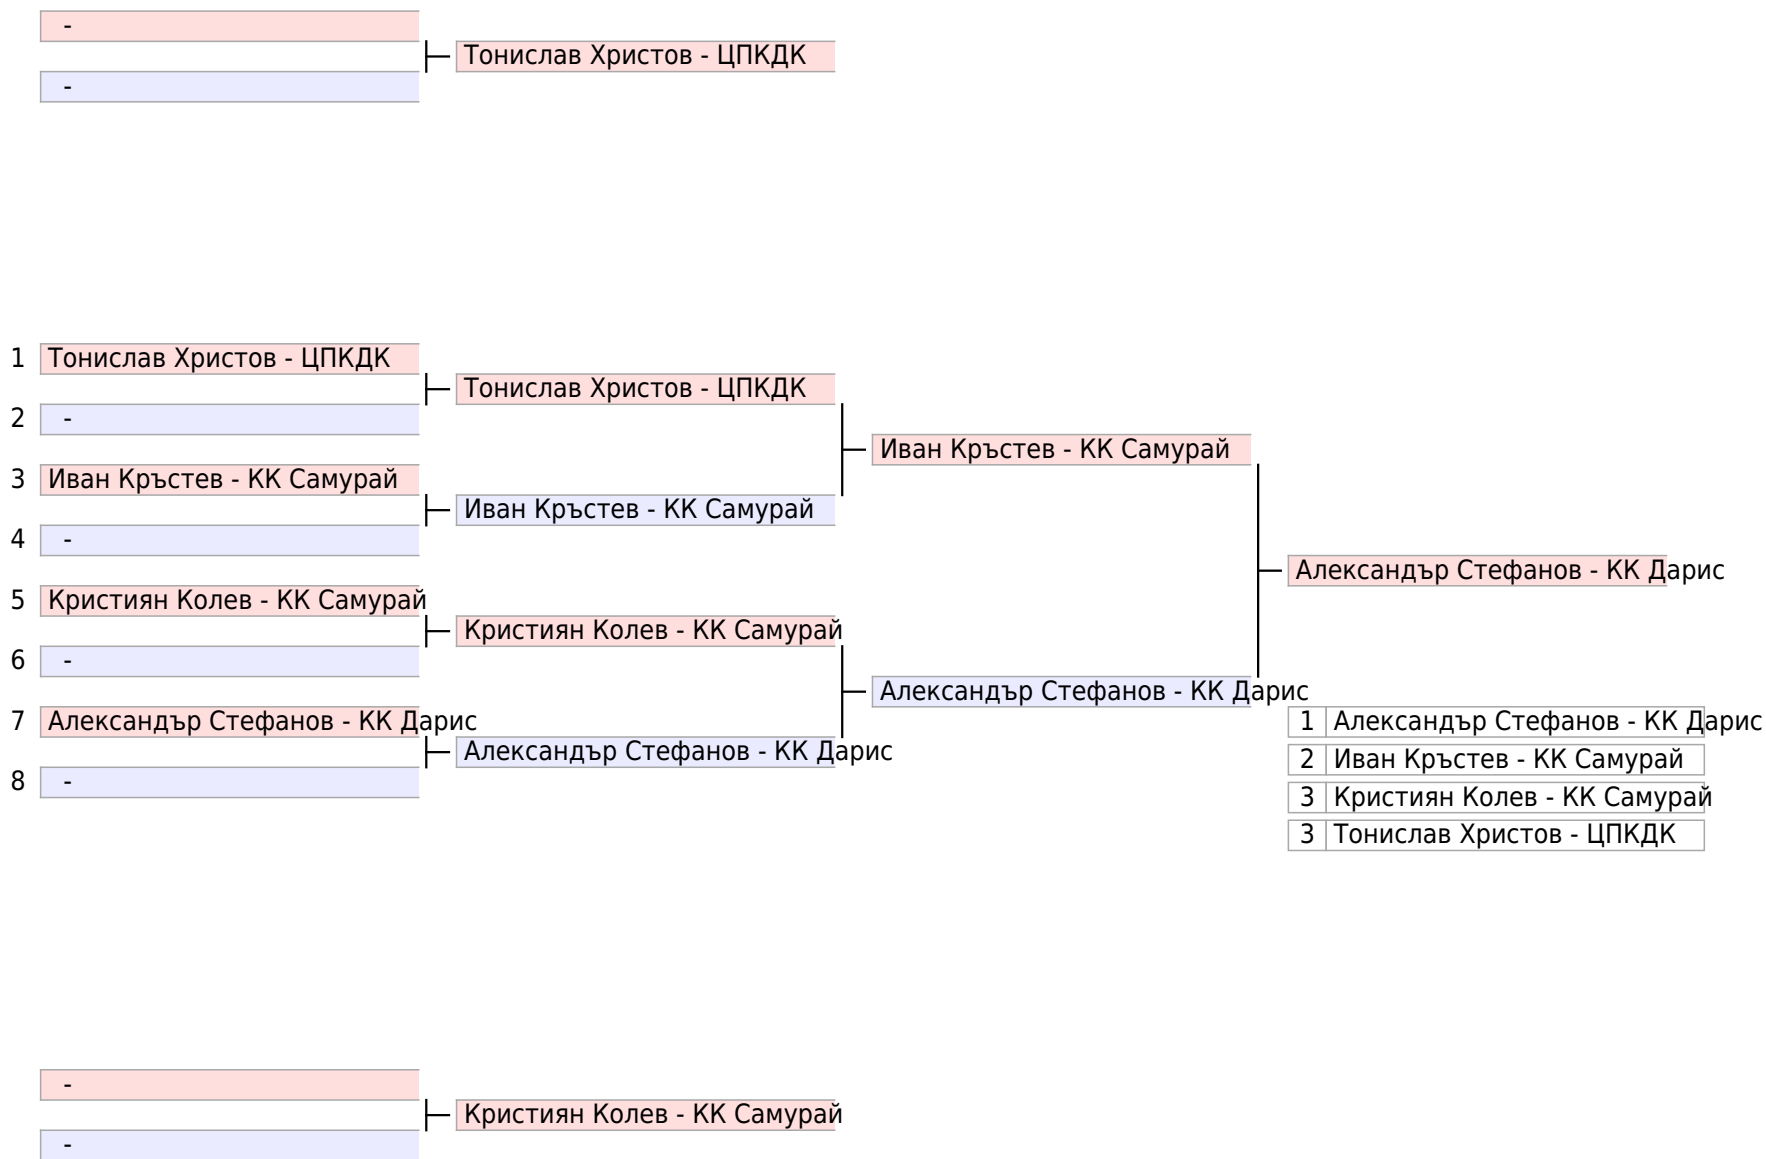 -
Тонислав Христов - ЦПКДК
-
1 Тонислав Христов - ЦПКДК
Тонислав Христов - ЦПКДК
2 -
Иван Кръстев - КК Самурай
3 Иван Кръстев - КК Самурай
Иван Кръстев - КК Самурай
4 -
Александър Стефанов - КК Дарис
5 Кристиян Колев - КК Самурай
Кристиян Колев - КК Самурай
6 -
Александър Стефанов - КК Дарис
7 Александър Стефанов - КК Дарис
1 Александър Стефанов - КК Дарис
Александър Стефанов - КК Дарис
2 Иван Кръстев - КК Самурай
8 -
3 Кристиян Колев - КК Самурай
3 Тонислав Христов - ЦПКДК
-
Кристиян Колев - КК Самурай
-